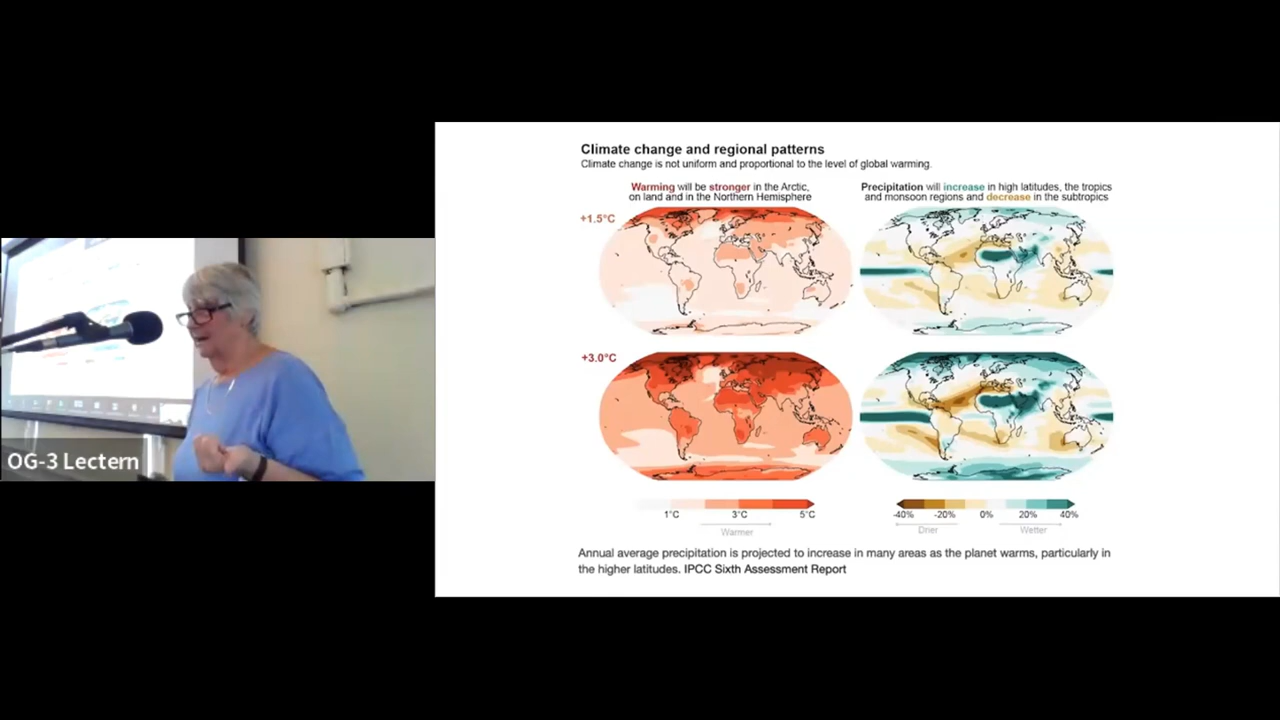 Climate change and regional patterns
Climate change is not uniform and proportional to the level of global warming.
Warming will be stronger in the Arctic,
on land and in the Northern Hemisphere
Precipitation will increase in high latitudes, the tropics
and monsoon regions and decrease in the subtropics
+1.5°C
+3.0°C
1°C 3°C 5°C
Warmer
-40% -20% 0% 20% 40%
Drier Wetter
Annual average precipitation is projected to increase in many areas as the planet warms, particularly in
the higher latitudes. IPCC Sixth Assessment Report
OG-3 Lectern